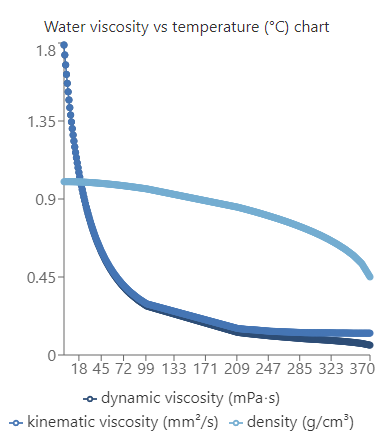 Water viscosity vs temperature (°C) chart
1.8
1.35
0.9
0.45
0
18 45 72 99 133 171 209 247 285 323 370
dynamic viscosity (mPa·s)
kinematic viscosity (mm²/s) density (g/cm³)